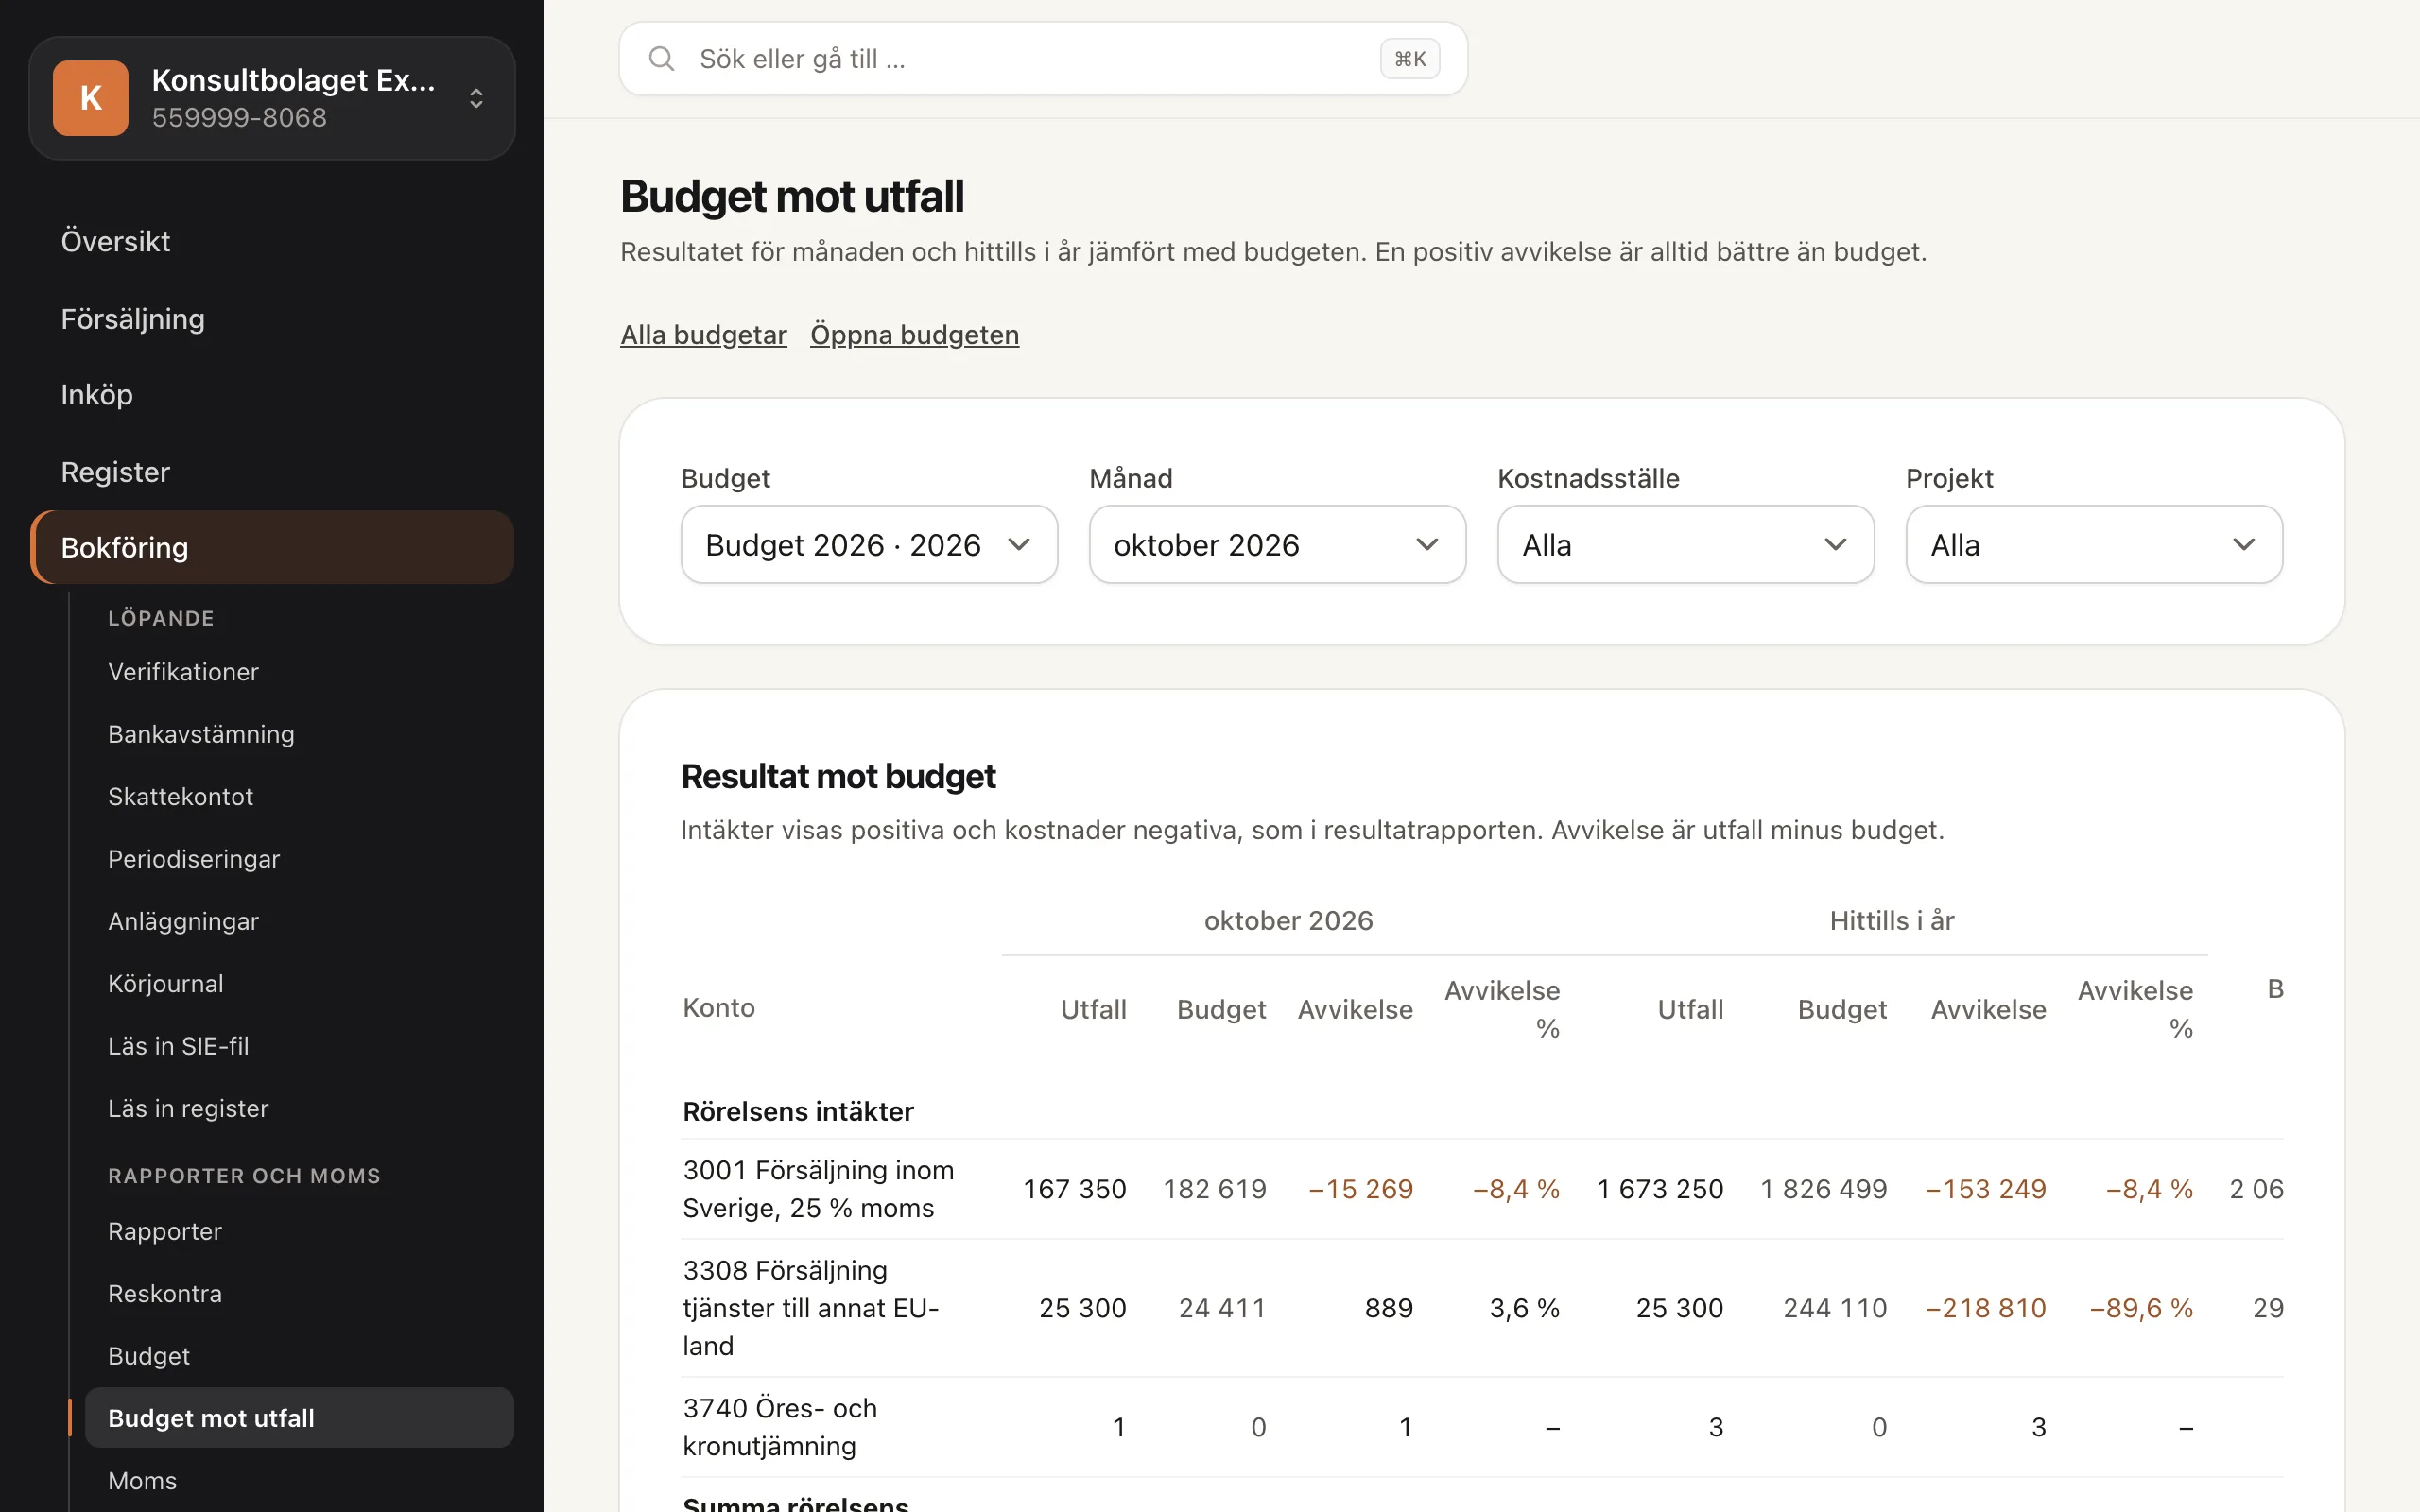 K
Konsultbolaget Ex...
559999-8068
Översikt
Försäljning
Inköp
Register
Bokföring
LÖPANDE
Verifikationer
Bankavstämning
Skattekontot
Periodiseringar
Anläggningar
Körjournal
Läs in SIE-fil
Läs in register
RAPPORTER OCH MOMS
Rapporter
Reskontra
Budget
Budget mot utfall
Moms
Sök eller gå till ...
⌘K
Budget mot utfall
Resultatet för månaden och hittills i år jämfört med budgeten. En positiv avvikelse är alltid bättre än budget.
Alla budgetar Öppna budgeten
Budget Månad Kostnadsställe Projekt
Budget 2026 · 2026 oktober 2026 Alla Alla
Resultat mot budget
Intäkter visas positiva och kostnader negativa, som i resultatrapporten. Avvikelse är utfall minus budget.
oktober 2026 Hittills i år
Konto Utfall Budget Avvikelse Avvikelse % Utfall Budget Avvikelse Avvikelse % B
Rörelsens intäkter
3001 Försäljning inom
Sverige, 25 % moms
167 350 182 619 −15 269 −8,4 % 1 673 250 1 826 499 −153 249 −8,4 % 2 06
3308 Försäljning
tjänster till annat EU-
land
25 300 24 411 889 3,6 % 25 300 244 110 −218 810 −89,6 % 29
3740 Öres- och
kronutjämning
1 0 1 – 3 0 3 –
Summa rörelsens